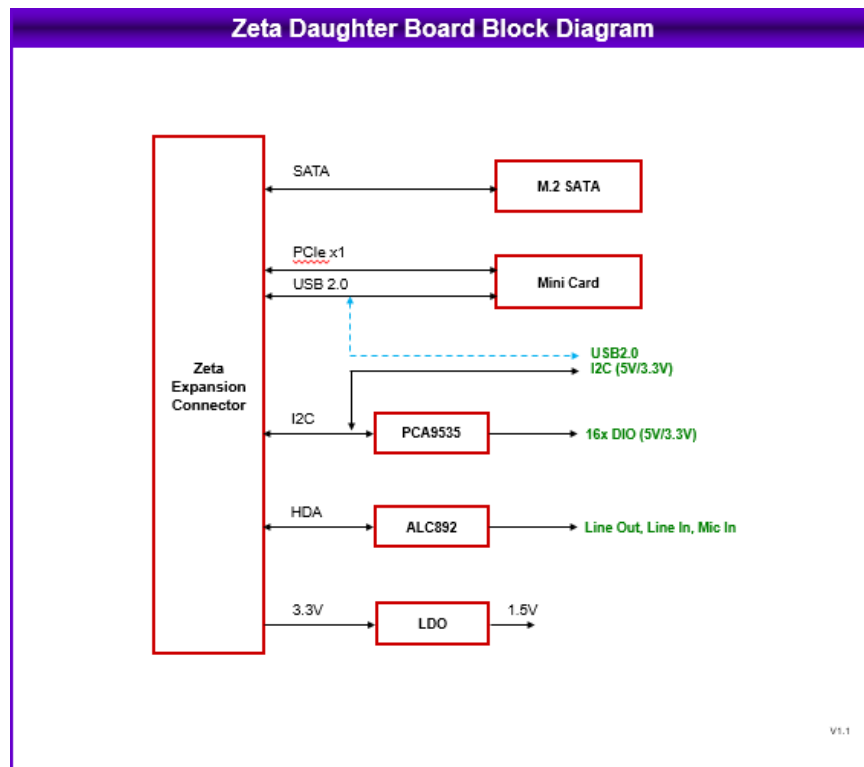 Zeta Daughter Board Block Diagram
SATA
M.2 SATA
PCIe x1
USB 2.0
Mini Card
USB2.0
I2C (5V/3.3V)
Zeta
Expansion
Connector
I2C
PCA9535
16x DIO (5V/3.3V)
HDA
ALC892
Line Out, Line In, Mic In
3.3V
LDO
1.5V
V1.1